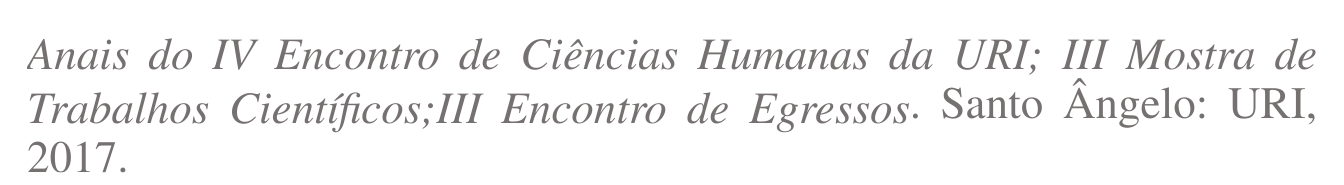 Anais do IV Encontro de Ciências Humanas da URI; III Mostra de
Trabalhos Científicos;III Encontro de Egressos. Santo Ângelo: URI,
2017.